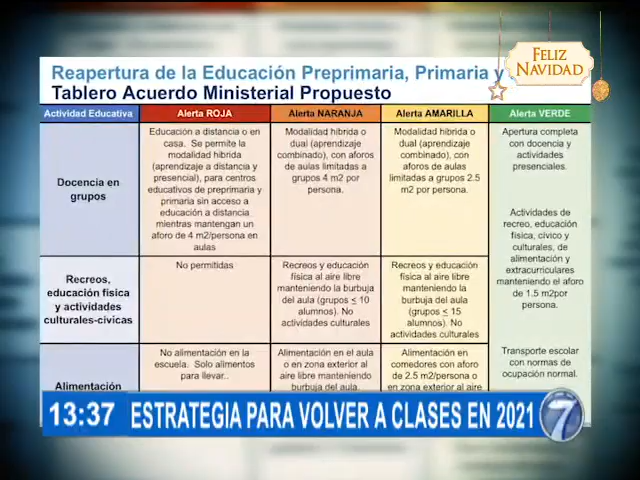 FELIZ
NAVIDAD
Reapertura de la Educación Preprimaria, Primaria y
Tablero Acuerdo Ministerial Propuesto
Actividad Educativa
Alerta ROJA
Alerta NARANJA
Alerta AMARILLA
Alerta VERDE
Docencia en
grupos
Educación a distancia o en
casa. Se permite la
modalidad híbrida
(aprendizaje a distancia y
presencial), para centros
educativos de preprimaria y
primaria sin acceso a
educación a distancia
mientras mantengan un
aforo de 4 m2/persona en
aulas
Modalidad híbrida o
dual (aprendizaje
combinado), con aforos
de aulas limitadas a
grupos 4 m2 por
persona.
Modalidad híbrida o
dual (aprendizaje
combinado), con
aforos de aulas
limitadas a grupos 2.5
m2 por persona.
Apertura completa
con docencia y
actividades
presenciales.
Actividades de
recreo, educación
física, cívico y
culturales, de
alimentación y
extracurriculares
manteniendo el aforo
de 1.5 m2por
persona.
Transporte escolar
con normas de
ocupación normal.
Recreos,
educación física
y actividades
culturales-cívicas
No permitidas
Recreos y educación
física al aire libre
manteniendo la burbuja
del aula (grupos ≤ 10
alumnos). No
actividades culturales
Recreos y educación
física al aire libre
manteniendo la
burbuja del aula
(grupos ≤ 15
alumnos). No
actividades culturales
Alimentación
No alimentación en la
escuela. Solo alimentos
para llevar..
Alimentación en el aula o
en zona exterior al
aire libre manteniendo
burbuja del aula.
Alimentación en
comedores con aforo
de 2.5 m2/persona o
en zona exterior al aire
13:37 ESTRATEGIA PARA VOLVER A CLASES EN 2021 7